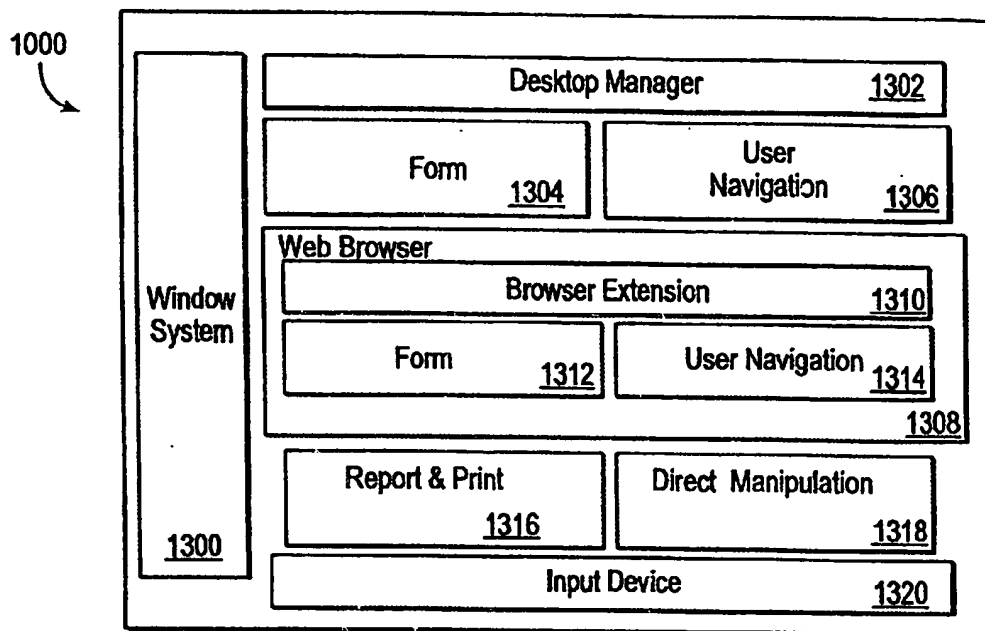 1000
Desktop Manager 1302
Form
1304
User
Navigation
1306
Web Browser
Browser Extension 1310
Form
1312
User Navigation
1314
1308
Window
System
1300
Report & Print
1316
Direct Manipulation
1318
Input Device 1320